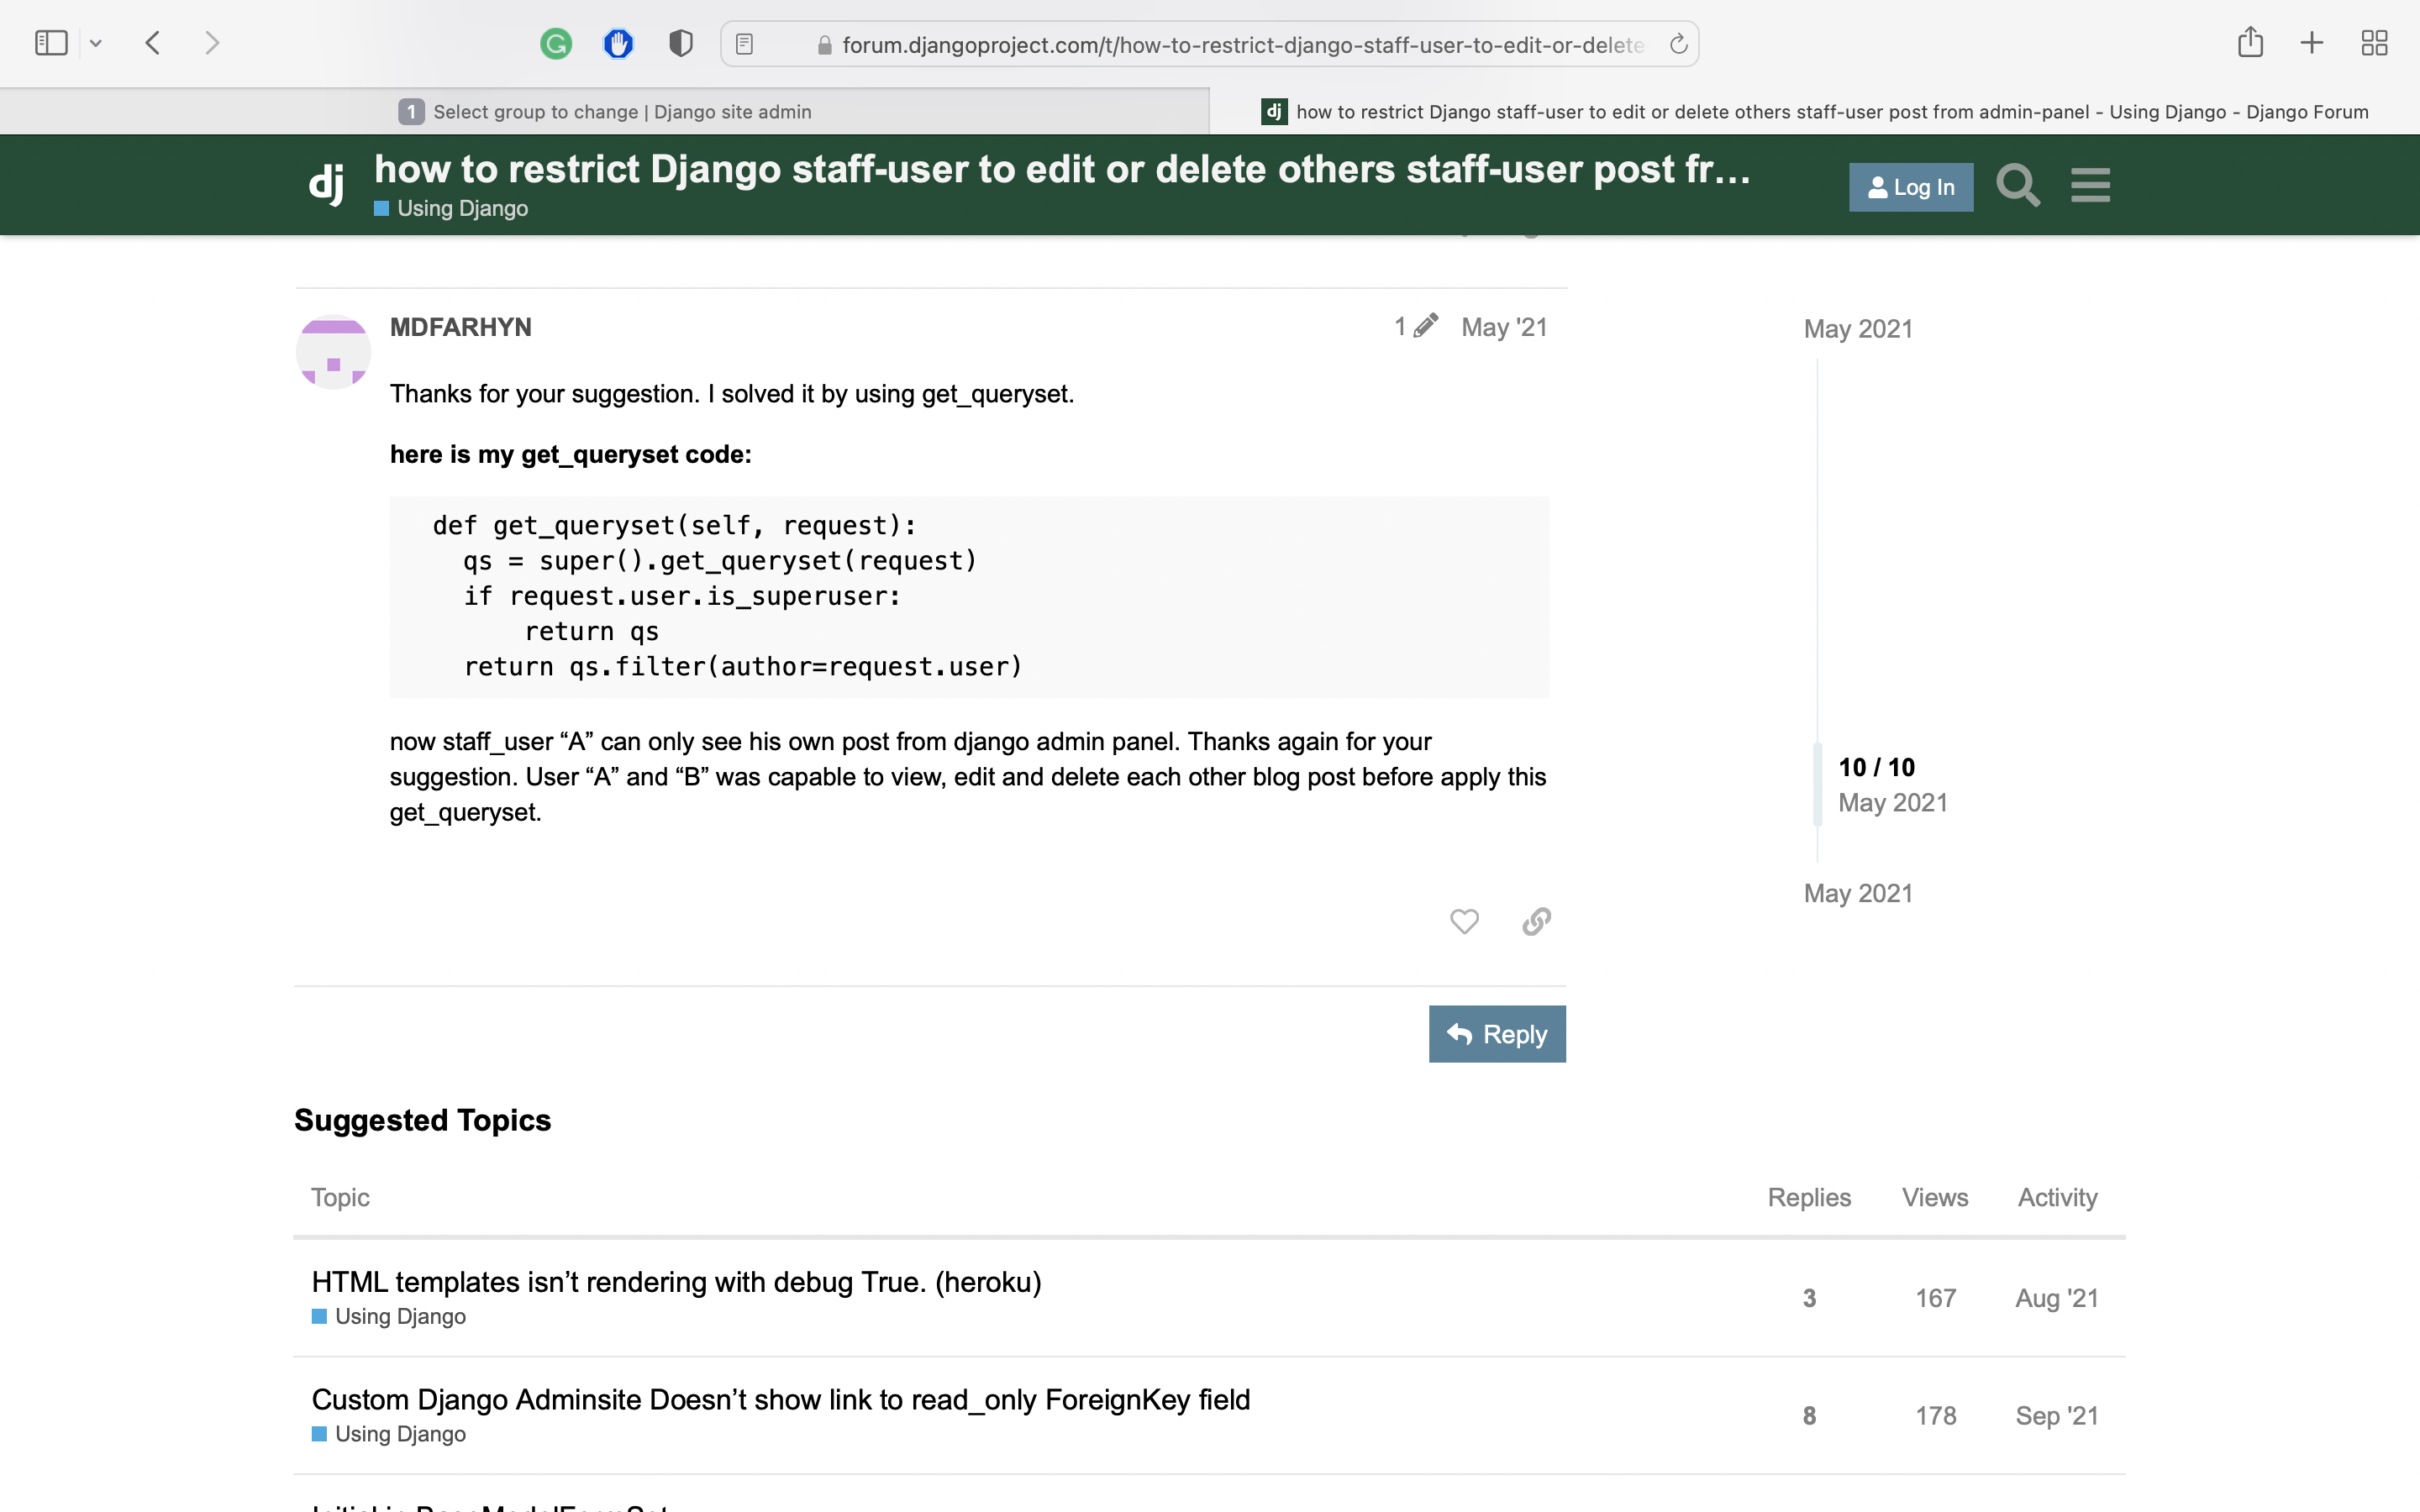 forum.djangoproject.com/t/how-to-restrict-django-staff-user-to-edit-or-delete
1 Select group to change | Django site admin
dj how to restrict Django staff-user to edit or delete others staff-user post from admin-panel - Using Django - Django Forum
dj how to restrict Django staff-user to edit or delete others staff-user post fr...
Using Django
Log In
MDFARHYN
1 May '21
May 2021
Thanks for your suggestion. I solved it by using get_queryset.
here is my get_queryset code:
def get_queryset(self, request):
qs = super().get_queryset(request)
if request.user.is_superuser:
return qs
return qs.filter(author=request.user)
now staff_user “A” can only see his own post from django admin panel. Thanks again for your
suggestion. User “A” and “B” was capable to view, edit and delete each other blog post before apply this
get_queryset.
10 / 10
May 2021
May 2021
Reply
Suggested Topics
Topic Replies Views Activity
HTML templates isn’t rendering with debug True. (heroku)
Using Django
3 167 Aug '21
Custom Django Adminsite Doesn’t show link to read_only ForeignKey field
Using Django
8 178 Sep '21